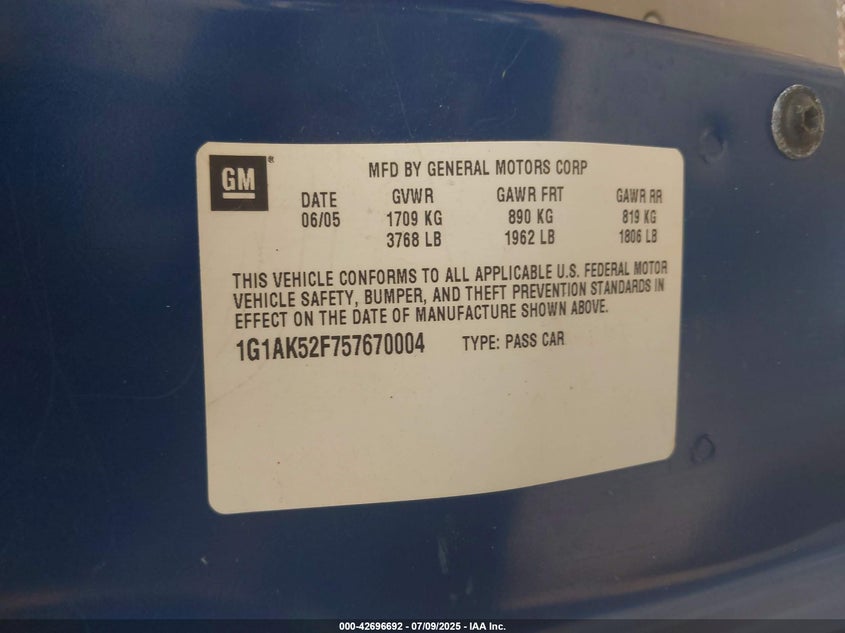 GM®
MFD BY GENERAL MOTORS CORP
DATE GVWR GAWR FRT GAWR RR
06/05 1709 KG 890 KG 819 KG
3768 LB 1962 LB 1806 LB
THIS VEHICLE CONFORMS TO ALL APPLICABLE U.S. FEDERAL MOTOR
VEHICLE SAFETY, BUMPER, AND THEFT PREVENTION STANDARDS IN
EFFECT ON THE DATE OF MANUFACTURE SHOWN ABOVE.
1G1AK52F757670004 TYPE: PASS CAR
000-42696692 / 07/09/2025 - IAA Inc.